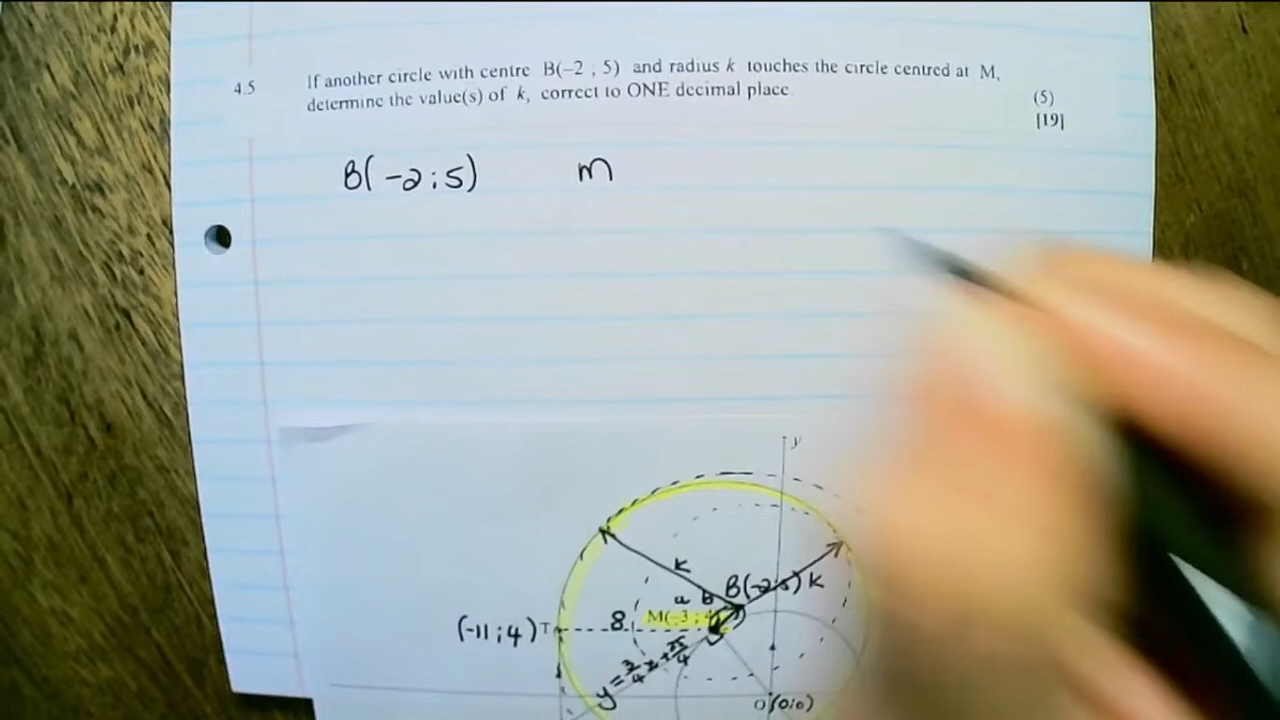 4.5 If another circle with centre B(–2 ; 5) and radius k touches the circle centred at M,
determine the value(s) of k, correct to ONE decimal place.
(5)
[19]
B(-2;5) m
y
k
a b B(-2;5) k
(-11;4) T 8 M(-3;
O (0;0)